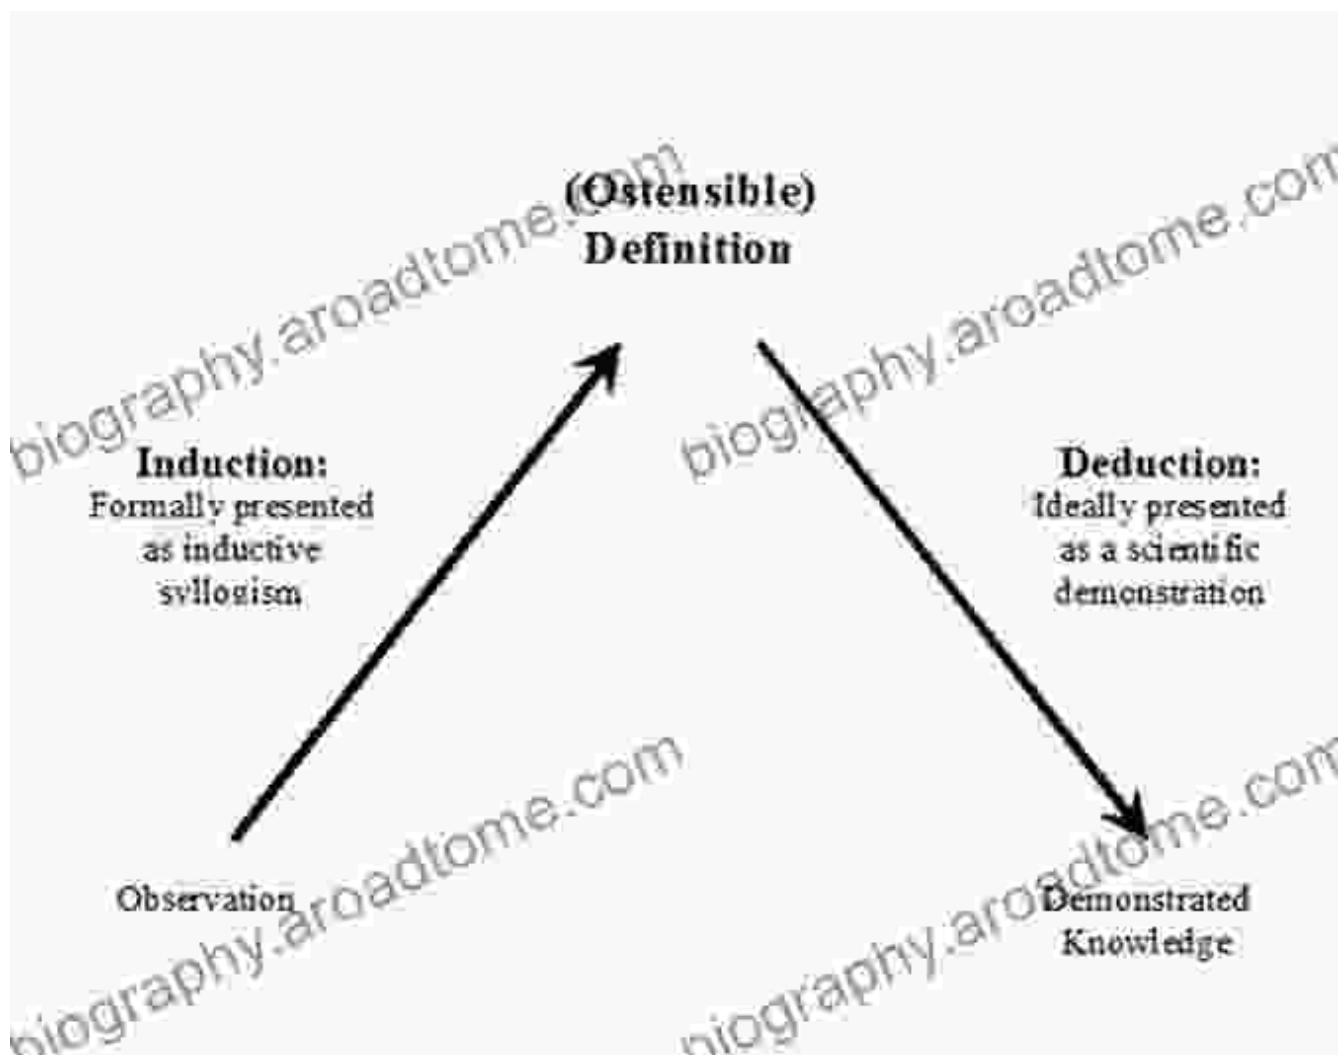 (Ostensible)
Definition
Induction:
Formally presented
as inductive
syllogism
Deduction:
Ideally presented
as a scientific
demonstration
Observation
Demonstrated
Knowledge
biography.aroadtome.com
biography.aroadtome.com
biography.aroadtome.com
biography.aroadtome.com